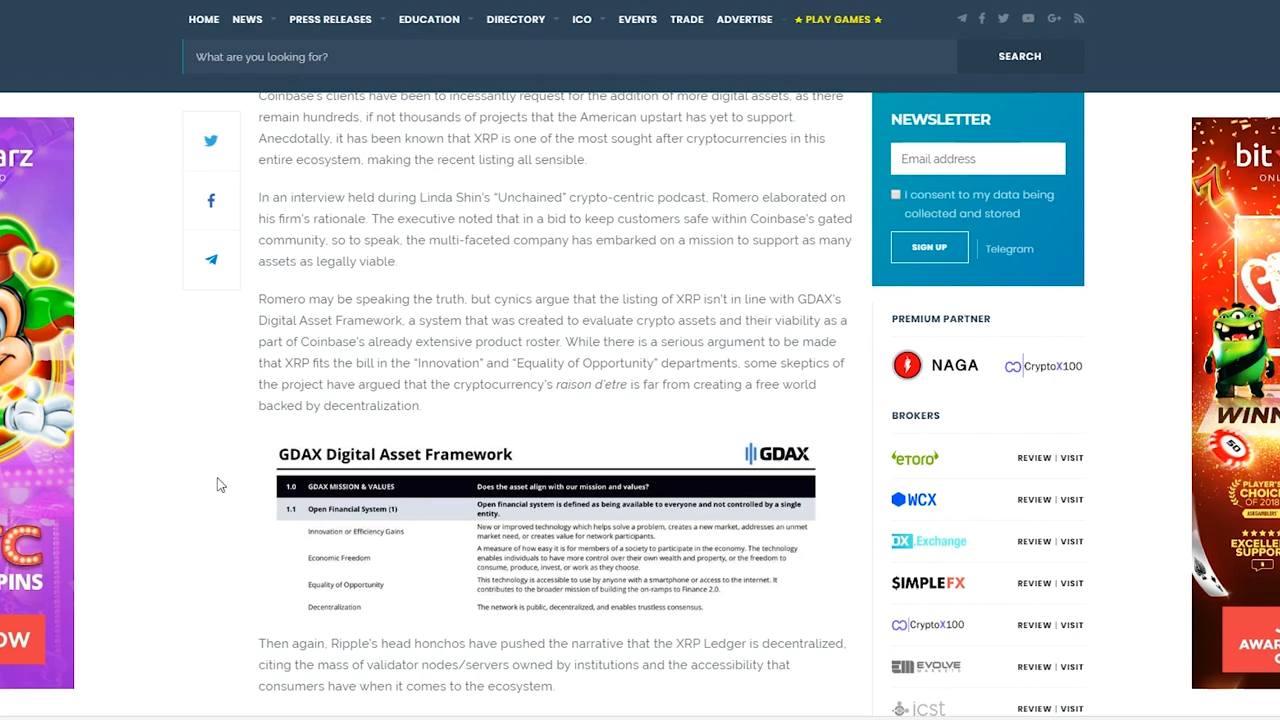 HOME NEWS PRESS RELEASES EDUCATION DIRECTORY ICO EVENTS TRADE ADVERTISE ★ PLAY GAMES ★
What are you looking for?
SEARCH
Coinbase's clients have been to incessantly request for the addition of more digital assets, as there
remain hundreds, if not thousands of projects that the American upstart has yet to support.
Anecdotally, it has been known that XRP is one of the most sought after cryptocurrencies in this
entire ecosystem, making the recent listing all sensible.
In an interview held during Linda Shin's “Unchained” crypto-centric podcast, Romero elaborated on
his firm's rationale. The executive noted that in a bid to keep customers safe within Coinbase's gated
community, so to speak, the multi-faceted company has embarked on a mission to support as many
assets as legally viable.
Romero may be speaking the truth, but cynics argue that the listing of XRP isn't in line with GDAX's
Digital Asset Framework, a system that was created to evaluate crypto assets and their viability as a
part of Coinbase's already extensive product roster. While there is a serious argument to be made
that XRP fits the bill in the “Innovation” and “Equality of Opportunity” departments, some skeptics of
the project have argued that the cryptocurrency's raison d'etre is far from creating a free world
backed by decentralization.
GDAX Digital Asset Framework
GDAX
1.0 GDAX MISSION & VALUES Does the asset align with our mission and values?
1.1 Open Financial System (1) Open financial system is defined as being available to everyone and not controlled by a single
entity.
Innovation or Efficiency Gains New or improved technology which helps solve a problem, creates a new market, addresses an unmet
market need, or creates value for network participants.
Economic Freedom A measure of how easy it is for members of a society to participate in the economy. The technology
enables individuals to have more control over their own wealth and property, or the freedom to
consume, produce, invest, or work as they choose.
Equality of Opportunity This technology is accessible to use by anyone with a smartphone or access to the internet. It
contributes to the broader mission of building the on-ramps to Finance 2.0.
Decentralization The network is public, decentralized, and enables trustless consensus.
Then again, Ripple's head honchos have pushed the narrative that the XRP Ledger is decentralized,
citing the mass of validator nodes/servers owned by institutions and the accessibility that
consumers have when it comes to the ecosystem.
NEWSLETTER
Email address
I consent to my data being
collected and stored
SIGN UP
Telegram
PREMIUM PARTNER
NAGA
CryptoX100
BROKERS
etoro REVIEW | VISIT
WCX REVIEW | VISIT
DX.Exchange REVIEW | VISIT
$IMPLEFX REVIEW | VISIT
CryptoX100 REVIEW | VISIT
EVOLVE MARKETS REVIEW | VISIT
icst REVIEW | VISIT
arz
C
PINS
OW
bit
ONL
WINN
50
PLAYER'S
CHOIC
OF 2018
ASKGAMBLERS
EXCELLE
SUPPO
AWAR